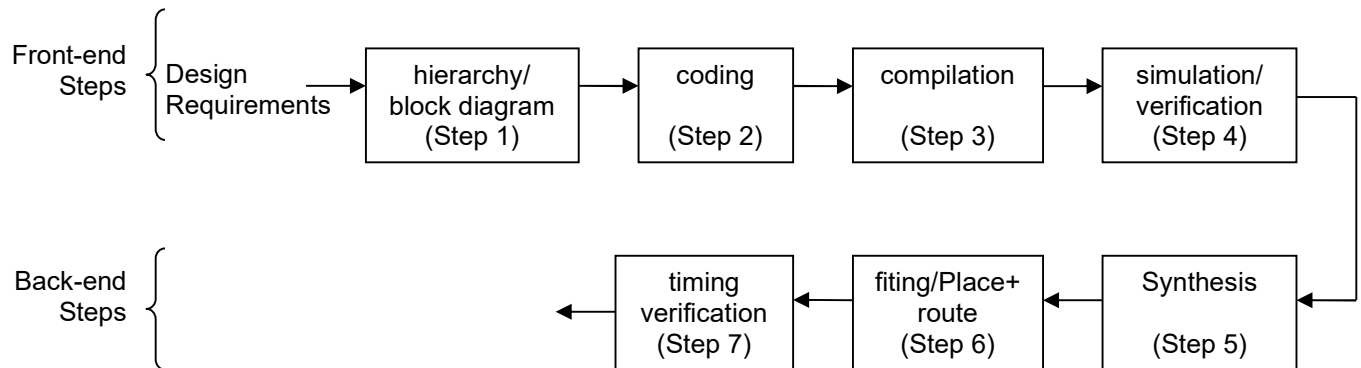 Front-end
Steps
Design
Requirements
hierarchy/
block diagram
(Step 1)
coding
(Step 2)
compilation
(Step 3)
simulation/
verification
(Step 4)
Back-end
Steps
timing
verification
(Step 7)
fiting/Place+
route
(Step 6)
Synthesis
(Step 5)